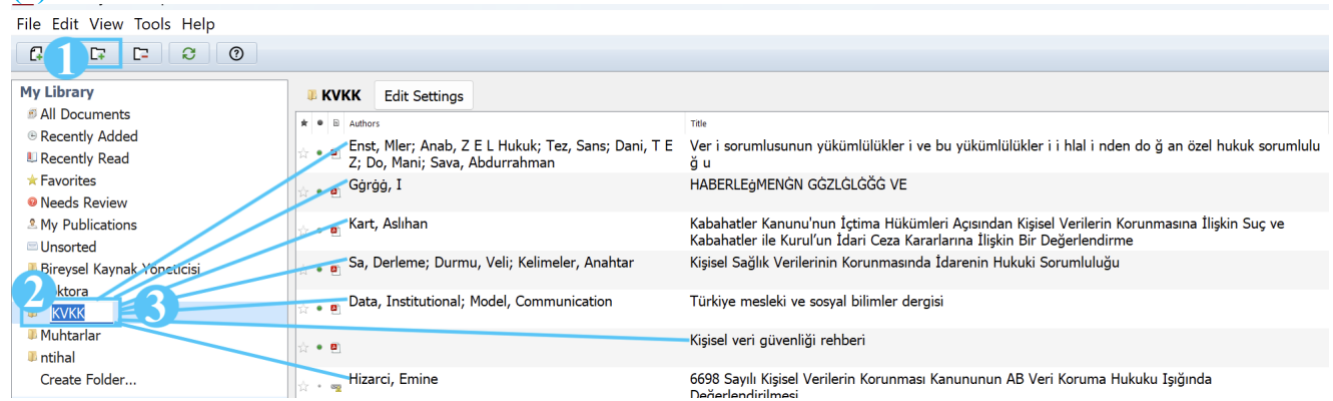 File Edit View Tools Help
1
My Library
All Documents
Recently Added
Recently Read
Favorites
Needs Review
My Publications
Unsorted
Bireysel Kaynak Yöneticisi
2
KVKK
3
Muhtarlar
ntihal
Create Folder...
KVKK Edit Settings
Authors Title
Enst, Mler; Anab, Z E L Hukuk; Tez, Sans; Dani, T E
Z; Do, Mani; Sava, Abdurrahman
Ver i sorumlusunun yükümlülükler i ve bu yükümlülükler i i hlal i nden do ğ an özel hukuk sorumlulu
ğ u
Gġrġġ, I
HABERLEġMENĠN GĠZLĠLĠĞĠ VE
Kart, Aslıhan
Kabahatler Kanunu'nun İçtima Hükümleri Açısından Kişisel Verilerin Korunmasına İlişkin Suç ve
Kabahatler ile Kurul'un İdari Ceza Kararlarına İlişkin Bir Değerlendirme
Sa, Derleme; Durmu, Veli; Kelimeler, Anahtar
Kişisel Sağlık Verilerinin Korunmasında İdarenin Hukuki Sorumluluğu
Data, Institutional; Model, Communication
Türkiye mesleki ve sosyal bilimler dergisi
Kişisel veri güvenliği rehberi
Hizarci, Emine
6698 Sayılı Kişisel Verilerin Korunması Kanununun AB Veri Koruma Hukuku Işığında
Değerlendirilmesi